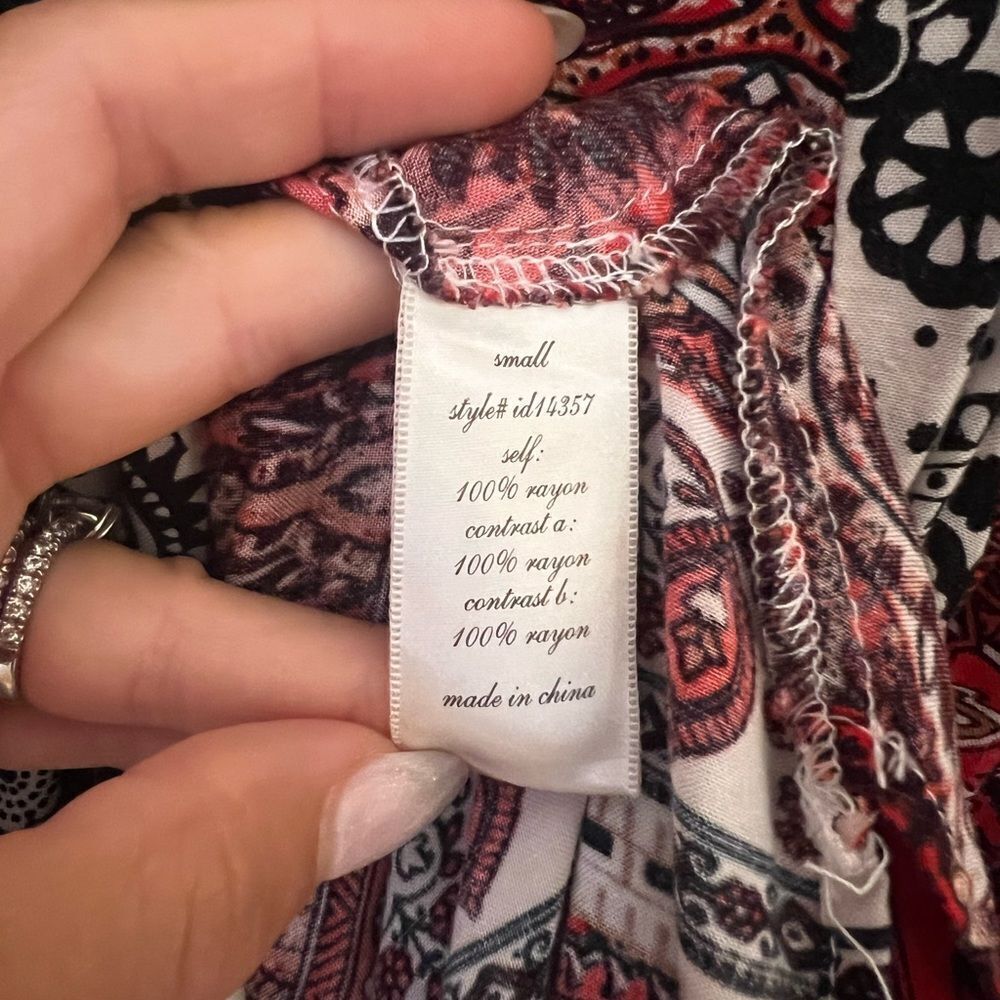 small
style# id14357
self:
100% rayon
contrast a:
100% rayon
contrast b:
100% rayon
made in china